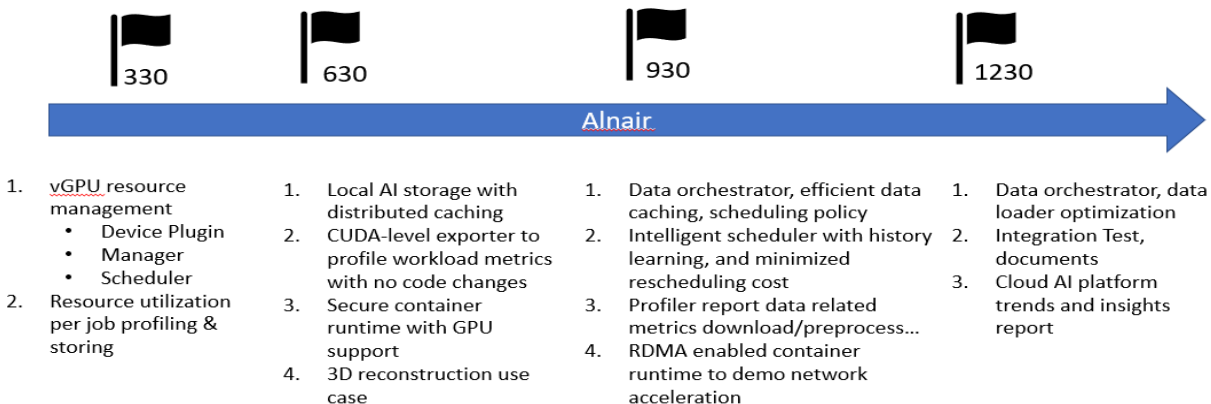 330
630
930
1230
Alnair
1. vGPU resource
management
• Device Plugin
• Manager
• Scheduler
2. Resource utilization
per job profiling &
storing
1. Local AI storage with
distributed caching
2. CUDA-level exporter to
profile workload metrics
with no code changes
3. Secure container
runtime with GPU
support
4. 3D reconstruction use
case
1. Data orchestrator, efficient data
caching, scheduling policy
2. Intelligent scheduler with history
learning, and minimized
rescheduling cost
3. Profiler report data related
metrics download/preprocess...
4. RDMA enabled container
runtime to demo network
acceleration
1. Data orchestrator, data
loader optimization
2. Integration Test,
documents
3. Cloud AI platform
trends and insights
report